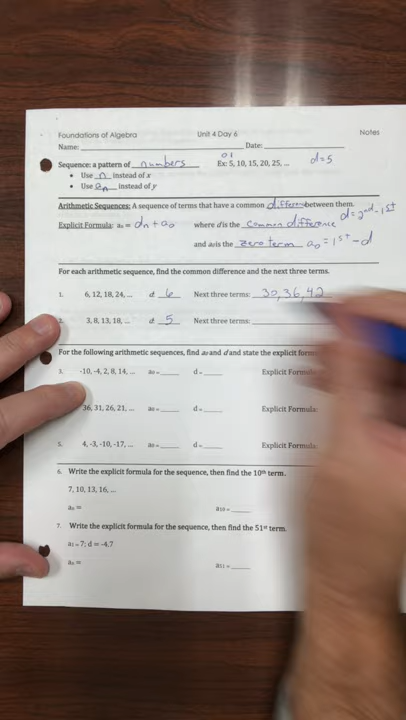 Foundations of Algebra Unit 4 Day 6 Notes
Name: Date:
Sequence: a pattern of numbers Ex: 5, 10, 15, 20, 25, ... d=5
0 1
• Use n instead of x
• Use an instead of y
Arithmetic Sequences: A sequence of terms that have a common difference between them.
d=2nd-1st
Explicit Formula: an = dn + a0 where d is the common difference
and a0 is the zero term a0 = 1st - d
For each arithmetic sequence, find the common difference and the next three terms.
1. 6, 12, 18, 24, ... d 6 Next three terms: 30, 36, 42
3, 8, 13, 18, ... d 5 Next three terms:
For the following arithmetic sequences, find a0 and d and state the explicit
3. -10, -4, 2, 8, 14, ... a0 = d = Explicit
36, 31, 26, 21, ... a0 = d = Explicit Formula:
5. 4, -3, -10, -17, ... a0 = d = Explicit Formula:
6. Write the explicit formula for the sequence, then find the 10th term.
7, 10, 13, 16, ...
an = a10 =
7. Write the explicit formula for the sequence, then find the 51st term.
a1 = 7; d = -4.7
an = a51 =